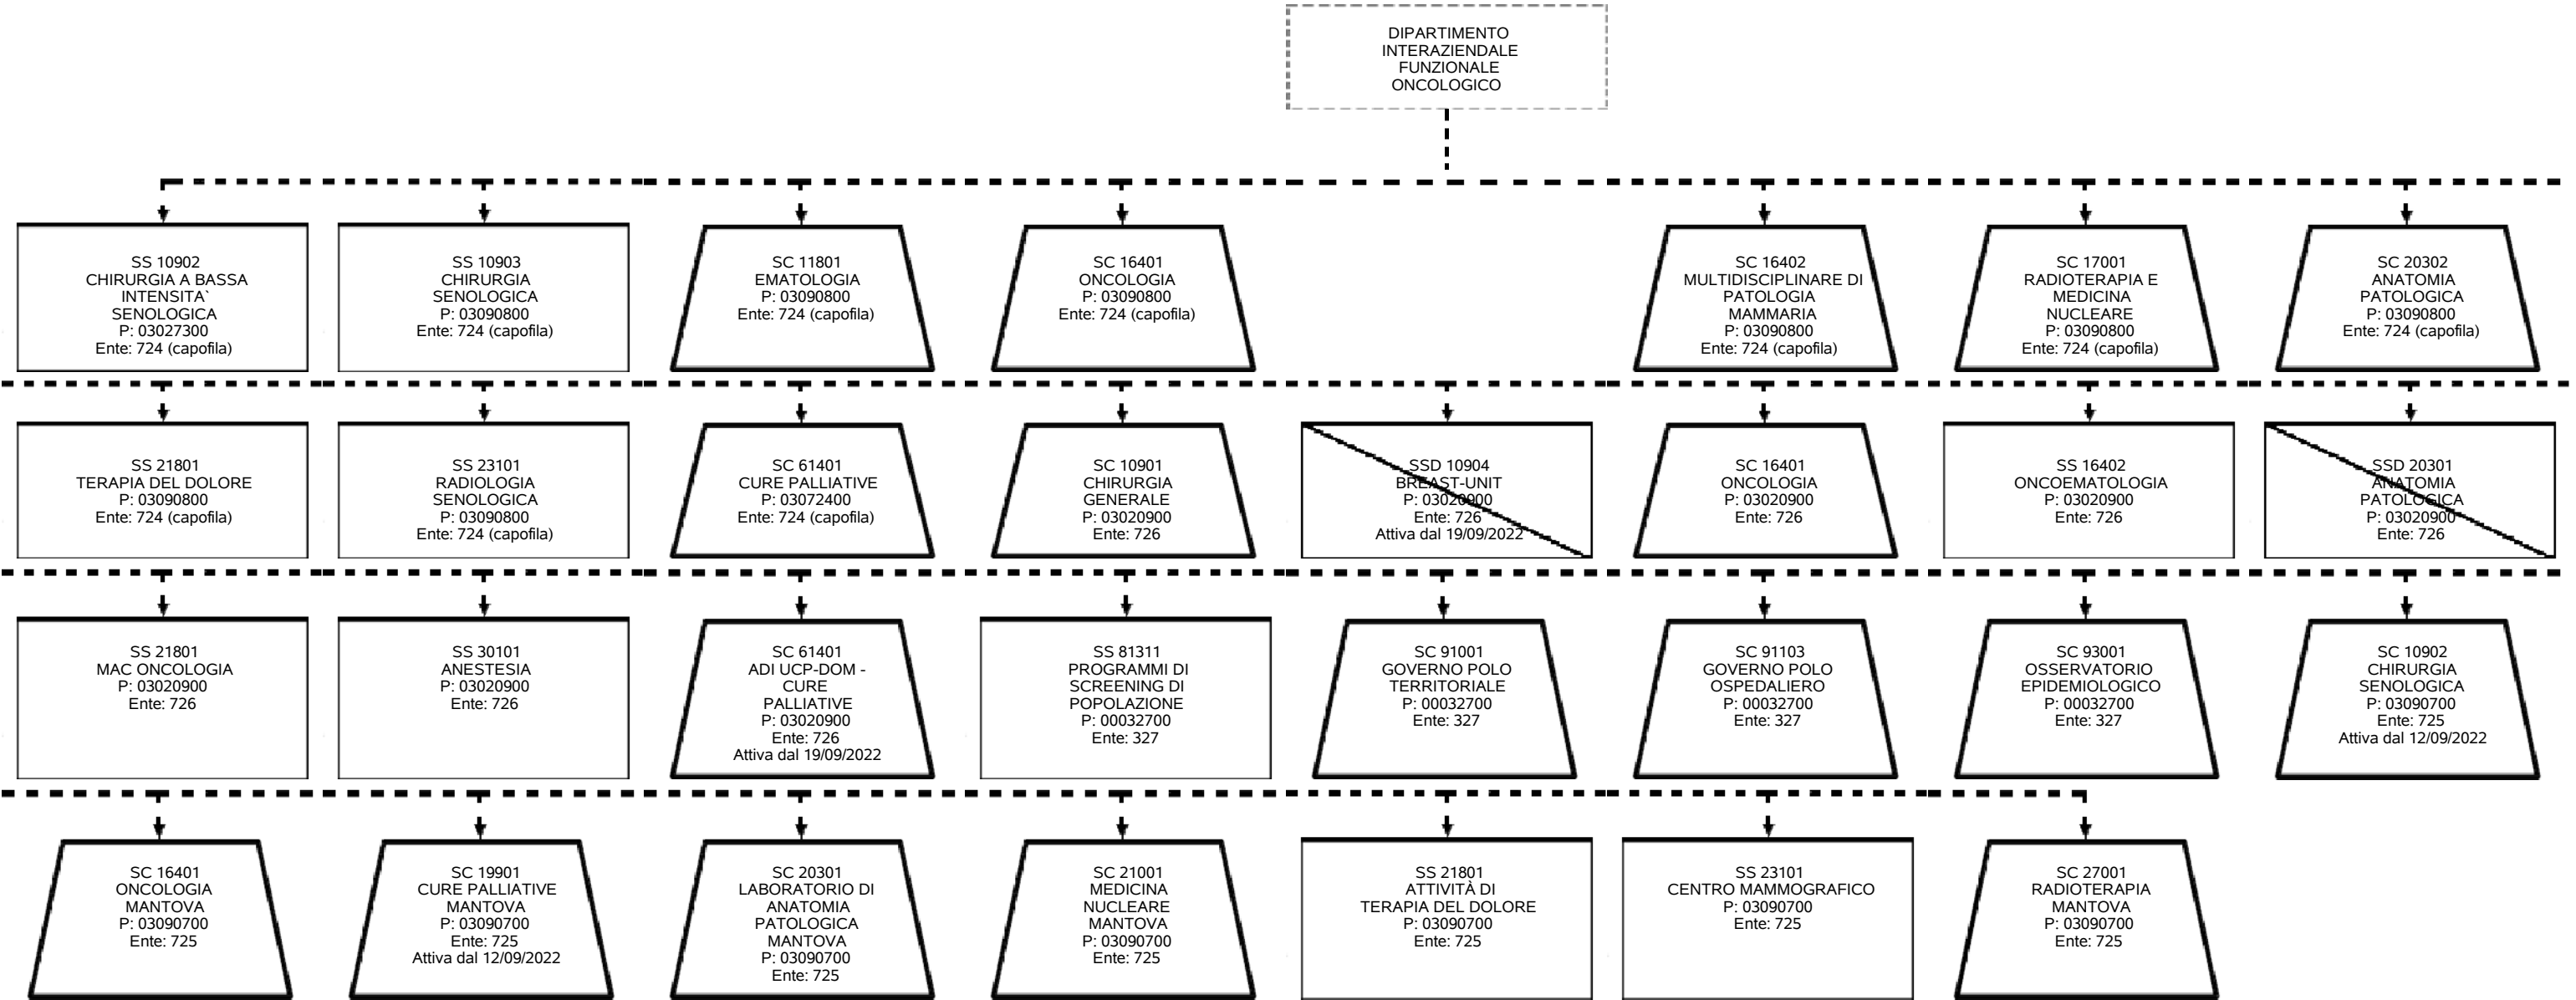 DIPARTIMENTO
INTERAZIENDALE
FUNZIONALE
ONCOLOGICO
SS 10902
CHIRURGIA A BASSA
INTENSITA`
SENOLOGICA
P: 03027300
Ente: 724 (capofila)
SS 10903
CHIRURGIA
SENOLOGICA
P: 03090800
Ente: 724 (capofila)
SC 11801
EMATOLOGIA
P: 03090800
Ente: 724 (capofila)
SC 16401
ONCOLOGIA
P: 03090800
Ente: 724 (capofila)
SC 16402
MULTIDISCIPLINARE DI
PATOLOGIA
MAMMARIA
P: 03090800
Ente: 724 (capofila)
SC 17001
RADIOTERAPIA E
MEDICINA
NUCLEARE
P: 03090800
Ente: 724 (capofila)
SC 20302
ANATOMIA
PATOLOGICA
P: 03090800
Ente: 724 (capofila)
SS 21801
TERAPIA DEL DOLORE
P: 03090800
Ente: 724 (capofila)
SS 23101
RADIOLOGIA
SENOLOGICA
P: 03090800
Ente: 724 (capofila)
SC 61401
CURE PALLIATIVE
P: 03072400
Ente: 724 (capofila)
SC 10901
CHIRURGIA
GENERALE
P: 03020900
Ente: 726
SSD 10904
BREAST-UNIT
P: 03020900
Ente: 726
Attiva dal 19/09/2022
SC 16401
ONCOLOGIA
P: 03020900
Ente: 726
SS 16402
ONCOEMATOLOGIA
P: 03020900
Ente: 726
SSD 20301
ANATOMIA
PATOLOGICA
P: 03020900
Ente: 726
SS 21801
MAC ONCOLOGIA
P: 03020900
Ente: 726
SS 30101
ANESTESIA
P: 03020900
Ente: 726
SC 61401
ADI UCP-DOM -
CURE
PALLIATIVE
P: 03020900
Ente: 726
Attiva dal 19/09/2022
SS 81311
PROGRAMMI DI
SCREENING DI
POPOLAZIONE
P: 00032700
Ente: 327
SC 91001
GOVERNO POLO
TERRITORIALE
P: 00032700
Ente: 327
SC 91103
GOVERNO POLO
OSPEDALIERO
P: 00032700
Ente: 327
SC 93001
OSSERVATORIO
EPIDEMIOLOGICO
P: 00032700
Ente: 327
SC 10902
CHIRURGIA
SENOLOGICA
P: 03090700
Ente: 725
Attiva dal 12/09/2022
SC 16401
ONCOLOGIA
MANTOVA
P: 03090700
Ente: 725
SC 19901
CURE PALLIATIVE
MANTOVA
P: 03090700
Ente: 725
Attiva dal 12/09/2022
SC 20301
LABORATORIO DI
ANATOMIA
PATOLOGICA
MANTOVA
P: 03090700
Ente: 725
SC 21001
MEDICINA
NUCLEARE
MANTOVA
P: 03090700
Ente: 725
SS 21801
ATTIVITÀ DI
TERAPIA DEL DOLORE
P: 03090700
Ente: 725
SS 23101
CENTRO MAMMOGRAFICO
P: 03090700
Ente: 725
SC 27001
RADIOTERAPIA
MANTOVA
P: 03090700
Ente: 725